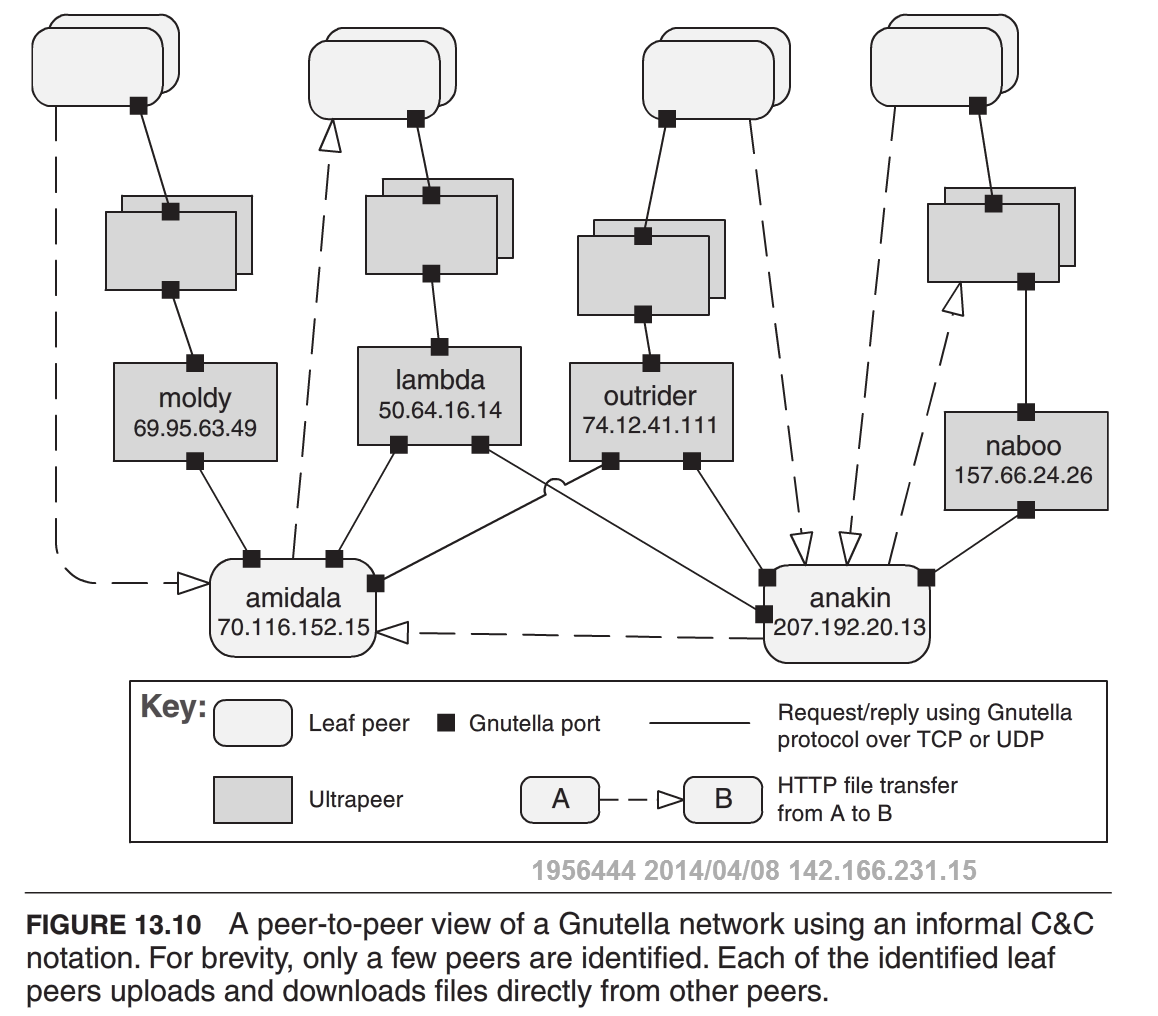 moldy
69.95.63.49
lambda
50.64.16.14
outrider
74.12.41.111
naboo
157.66.24.26
amidala
70.116.152.15
anakin
207.192.20.13
Key:
Leaf peer
Gnutella port
Request/reply using Gnutella
protocol over TCP or UDP
Ultrapeer
A
B
HTTP file transfer
from A to B
1956444 2014/04/08 142.166.231.15
FIGURE 13.10 A peer-to-peer view of a Gnutella network using an informal C&C
notation. For brevity, only a few peers are identified. Each of the identified leaf
peers uploads and downloads files directly from other peers.